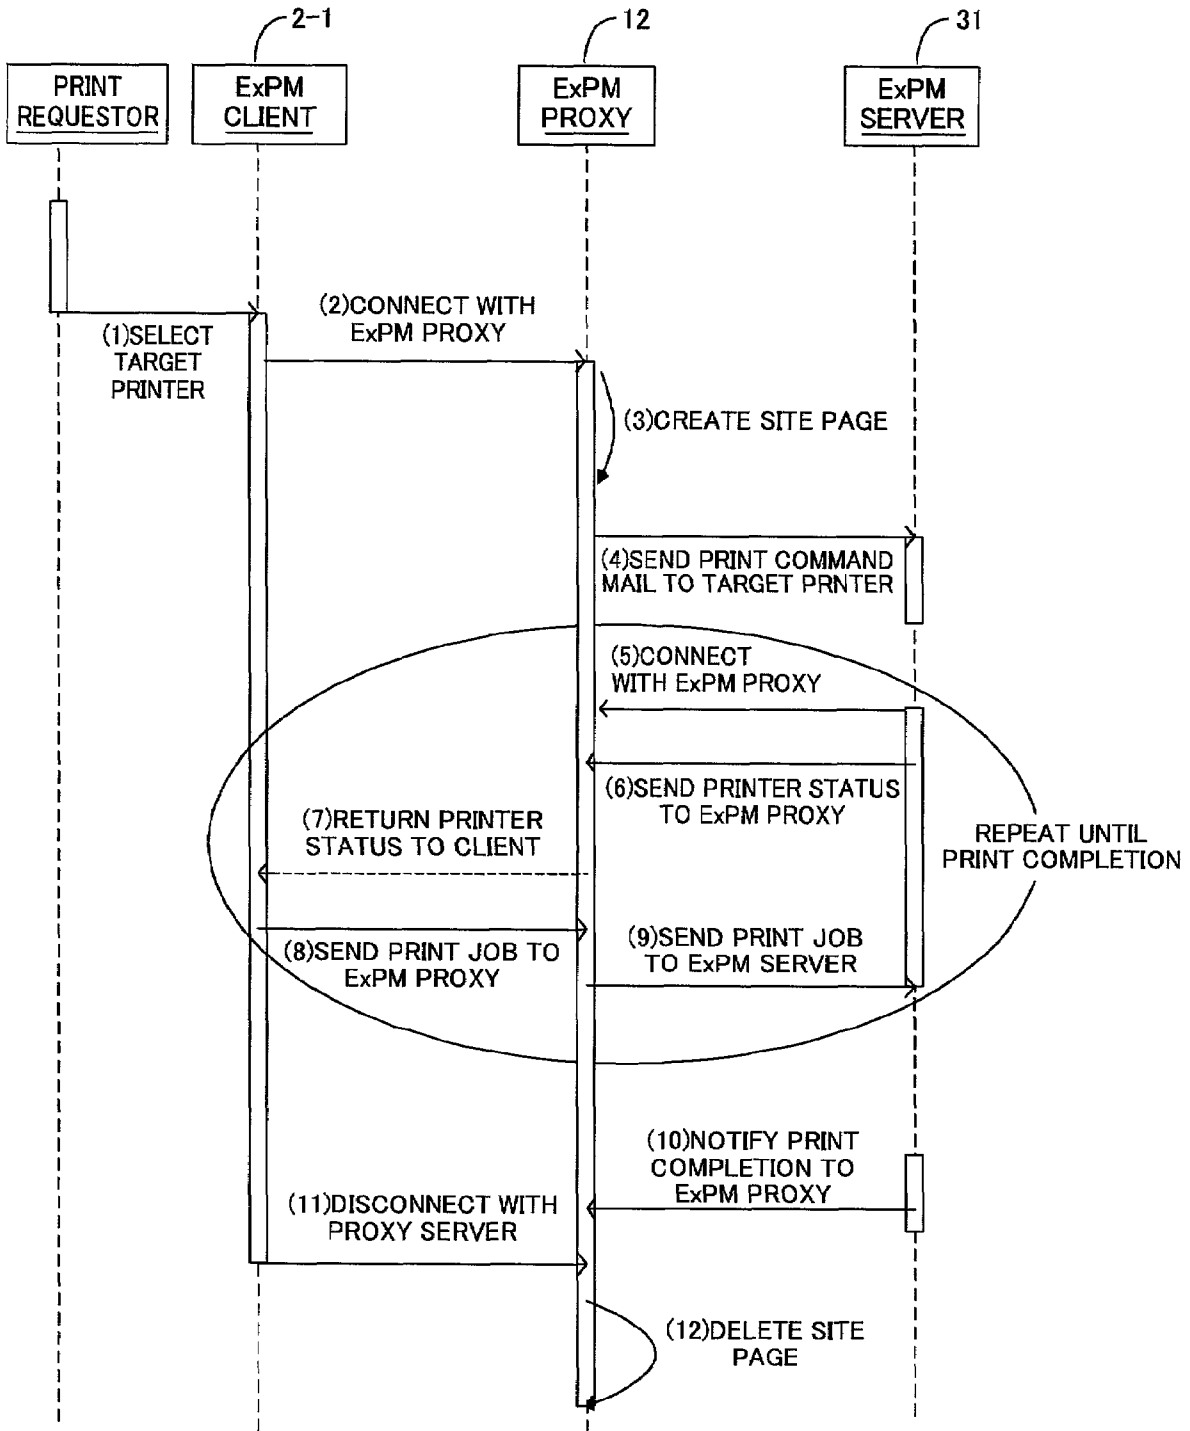 2-1
12
31
PRINT
REQUESTOR
ExPM
CLIENT
ExPM
PROXY
ExPM
SERVER
(1)SELECT
TARGET
PRINTER
(2)CONNECT WITH
ExPM PROXY
(3)CREATE SITE PAGE
(4)SEND PRINT COMMAND
MAIL TO TARGET PRNTER
(5)CONNECT
WITH ExPM PROXY
(6)SEND PRINTER STATUS
TO ExPM PROXY
(7)RETURN PRINTER
STATUS TO CLIENT
REPEAT UNTIL
PRINT COMPLETION
(8)SEND PRINT JOB TO
ExPM PROXY
(9)SEND PRINT JOB
TO ExPM SERVER
(10)NOTIFY PRINT
COMPLETION TO
ExPM PROXY
(11)DISCONNECT WITH
PROXY SERVER
(12)DELETE SITE
PAGE